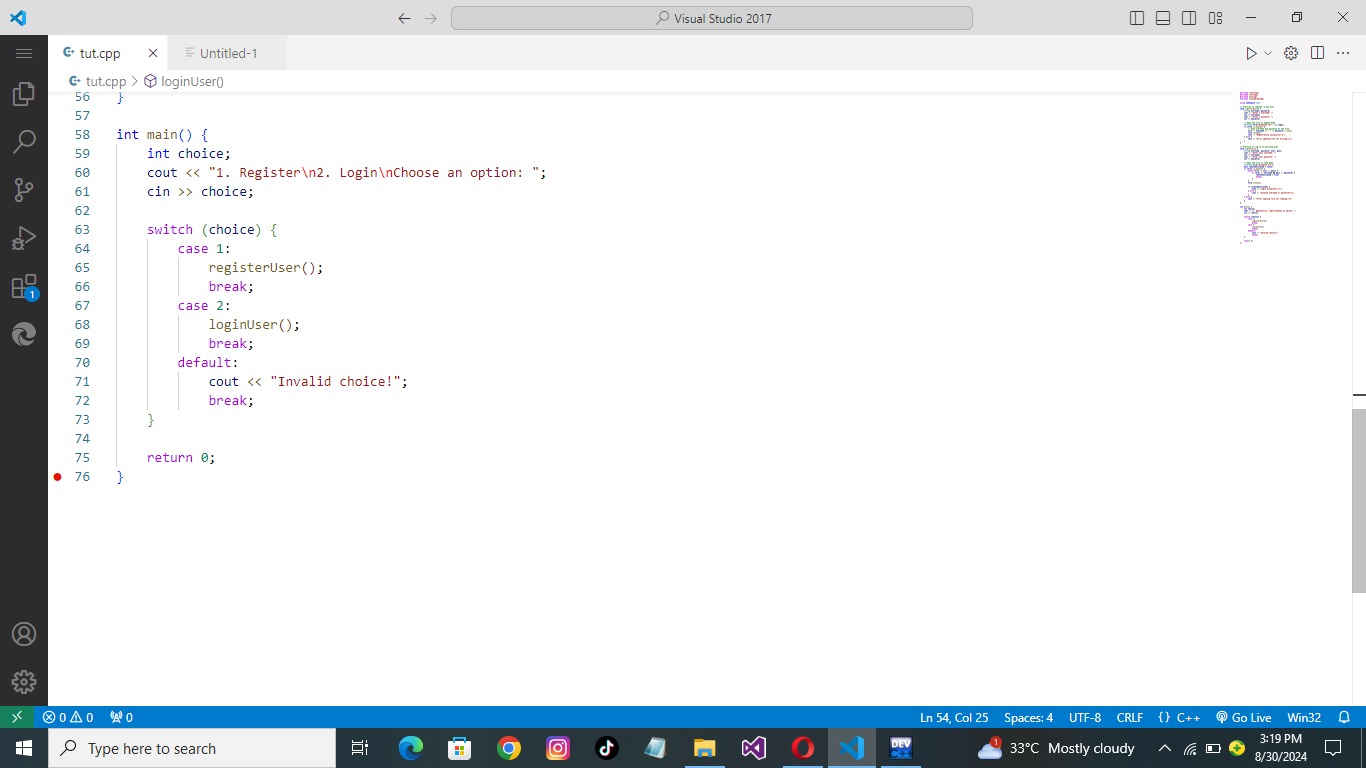 Visual Studio 2017
tut.cpp
Untitled-1
tut.cpp > loginUser()
56 }
57
58 int main() {
59 int choice;
60 cout << "1. Register\n2. Login\nChoose an option: ";
61 cin >> choice;
62
63 switch (choice) {
64 case 1:
65 registerUser();
66 break;
67 case 2:
68 loginUser();
69 break;
70 default:
71 cout << "Invalid choice!";
72 break;
73 }
74
75 return 0;
76 }
1
0 0 0 Ln 54, Col 25 Spaces: 4 UTF-8 CRLF {} C++ Go Live Win32
Type here to search
DEV
1
33°C Mostly cloudy
3:19 PM
8/30/2024